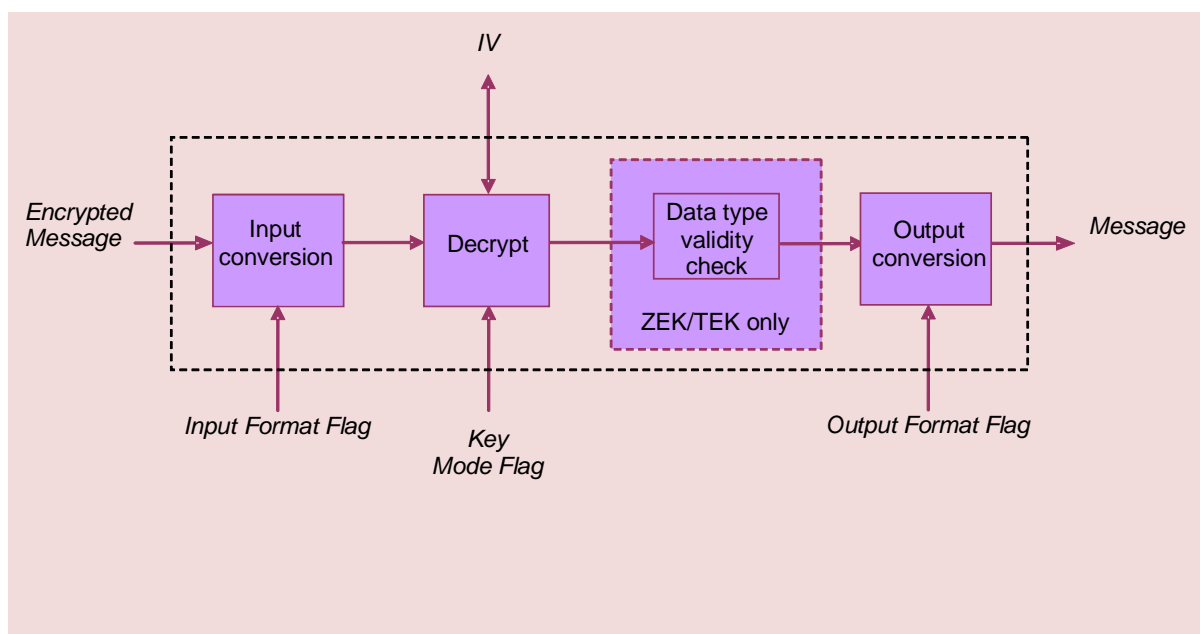 IV
Encrypted
Message
Input
conversion
Decrypt
Data type
validity
check
ZEK/TEK only
Output
conversion
Message
Input Format Flag
Key
Mode Flag
Output Format Flag